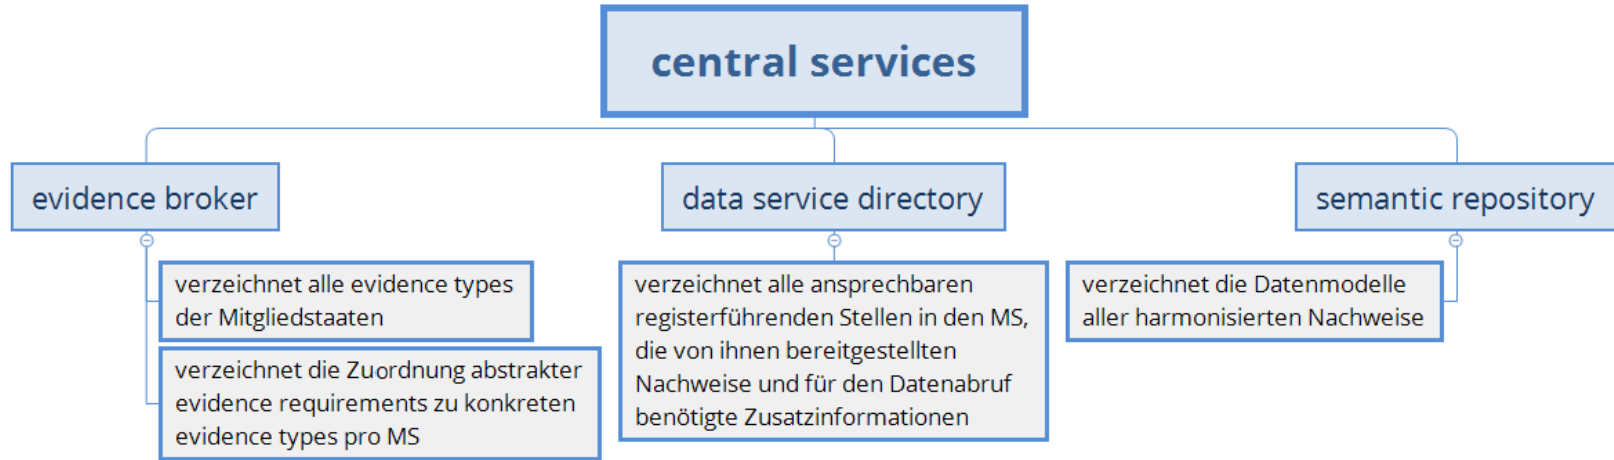 central services
evidence broker
verzeichnet alle evidence types
der Mitgliedstaaten
verzeichnet die Zuordnung abstrakter
evidence requirements zu konkreten
evidence types pro MS
data service directory
verzeichnet alle ansprechbaren
registerführenden Stellen in den MS,
die von ihnen bereitgestellten
Nachweise und für den Datenabruf
benötigte Zusatzinformationen
semantic repository
verzeichnet die Datenmodelle
aller harmonisierten Nachweise